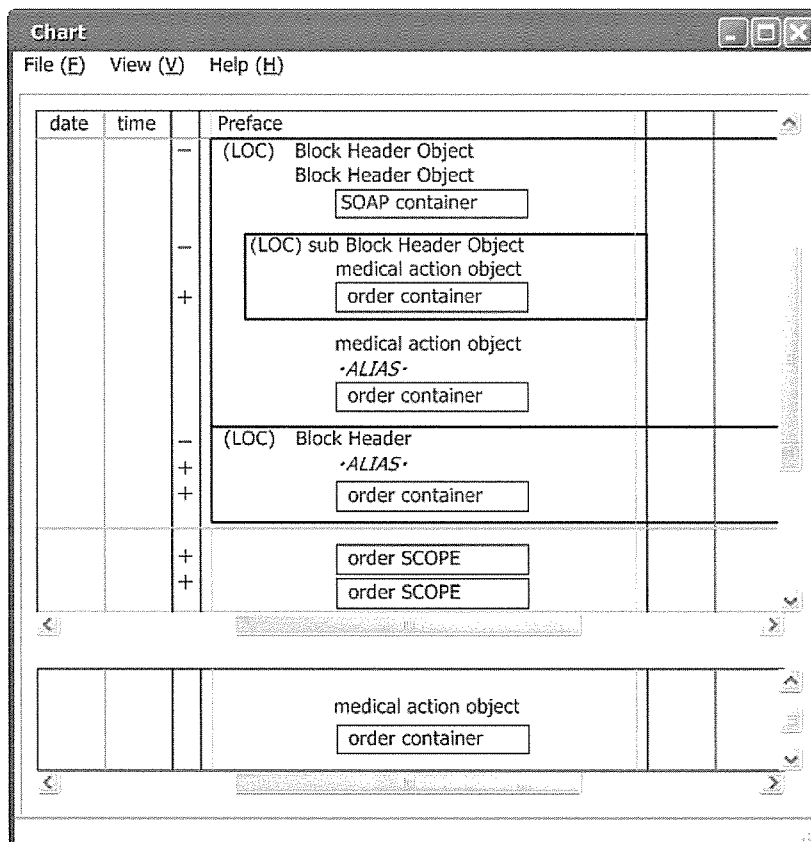 Chart
File (F) View (V) Help (H)
date time Preface
− (LOC) Block Header Object
Block Header Object
SOAP container
− (LOC) sub Block Header Object
medical action object
+ order container
medical action object
・ALIAS・
order container
− (LOC) Block Header
+ ・ALIAS・
+ order container
+ order SCOPE
+ order SCOPE
medical action object
order container